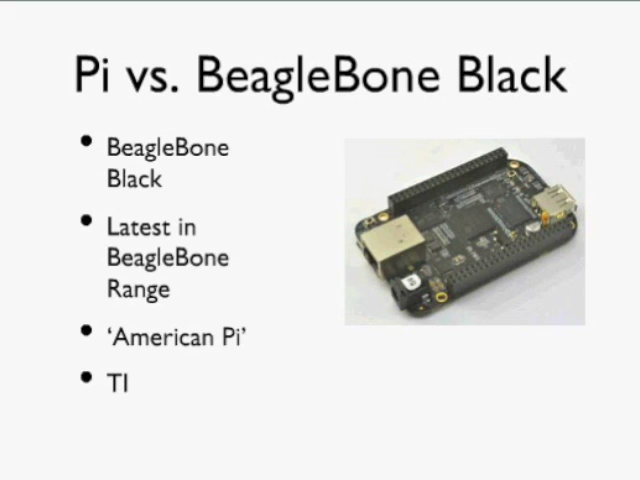 Pi vs. BeagleBone Black
• BeagleBone
Black
• Latest in
BeagleBone
Range
• ‘American Pi’
• TI